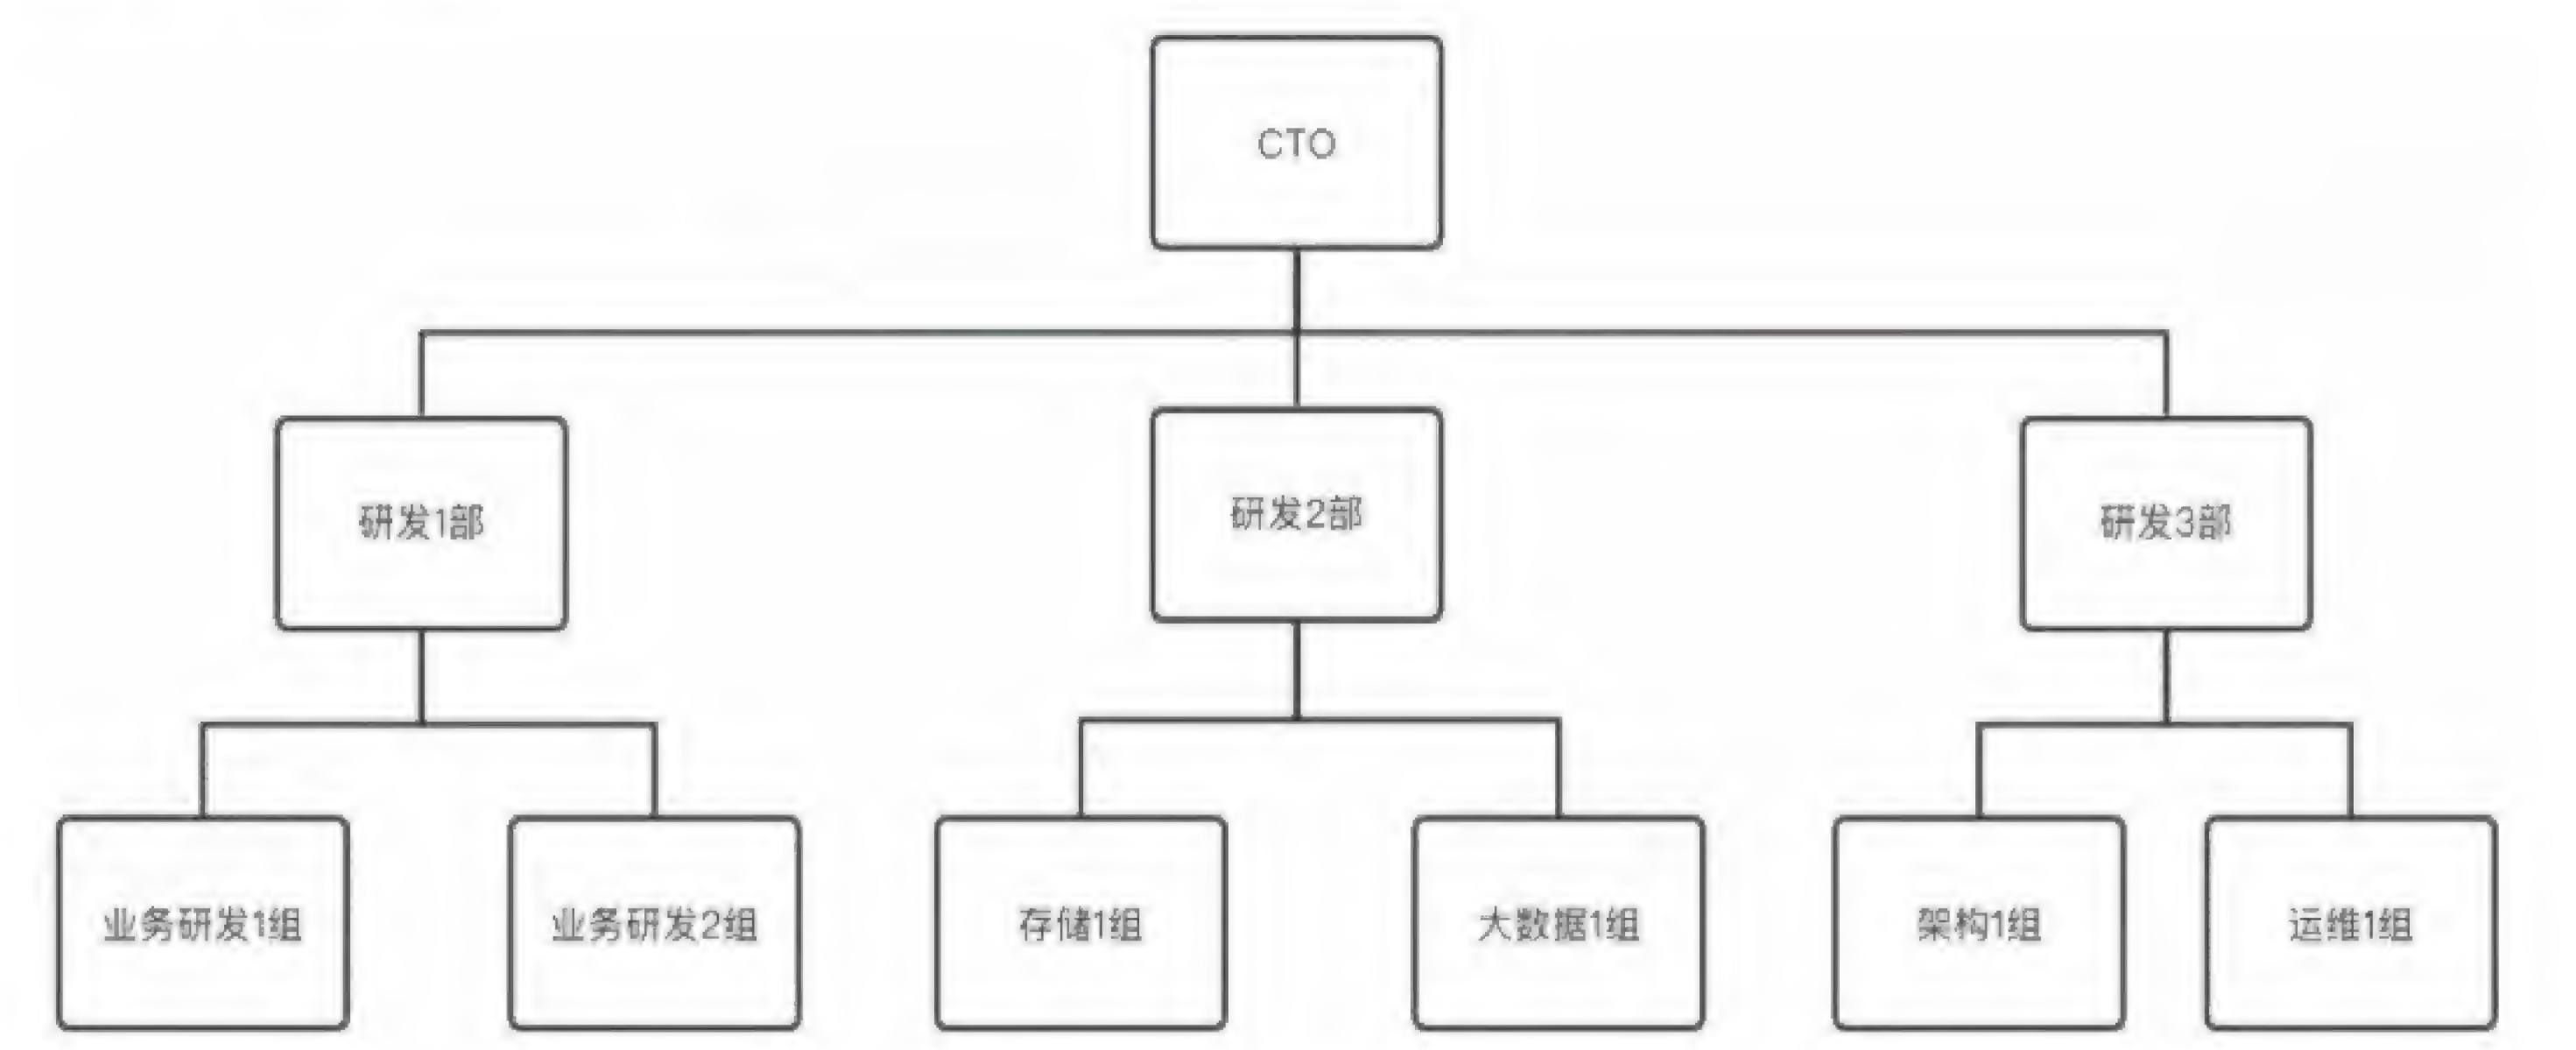 CTO
研发1部
研发2部
研发3部
业务研发1组
业务研发2组
存储1组
大数据1组
架构1组
运维1组